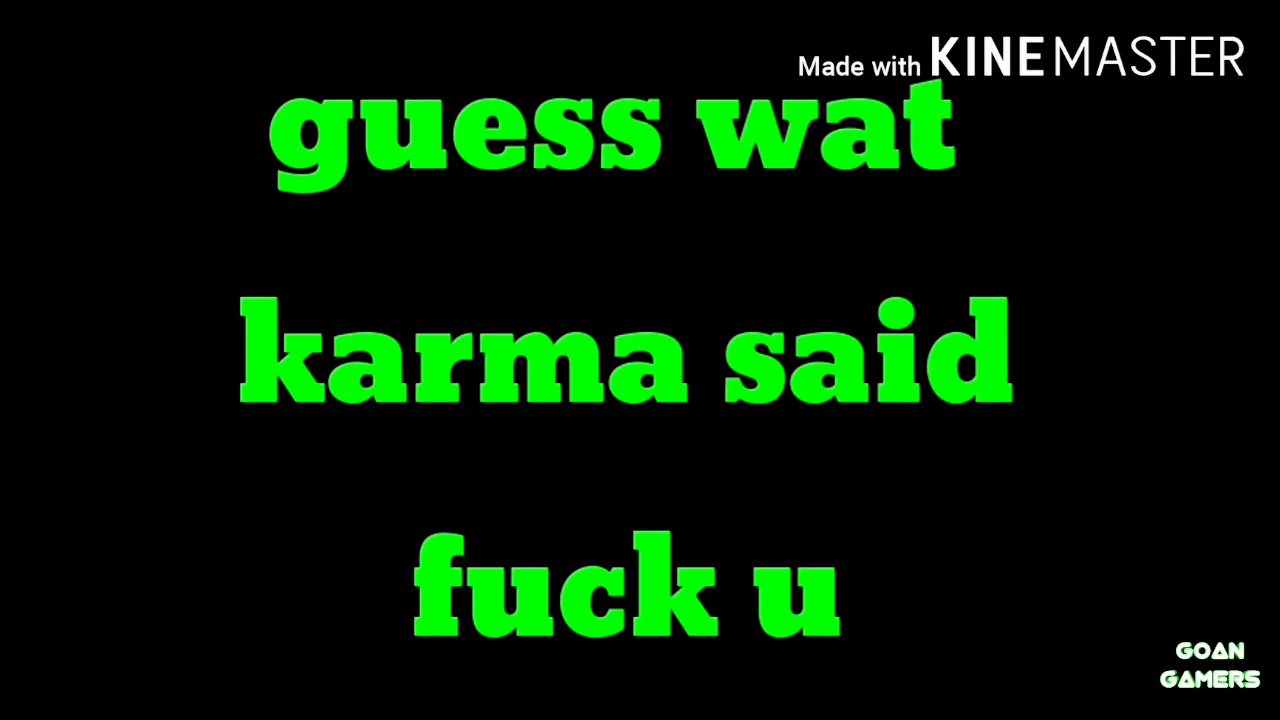 Made with KINEMASTER
guess wat
karma said
fuck u
GOAN
GAMERS